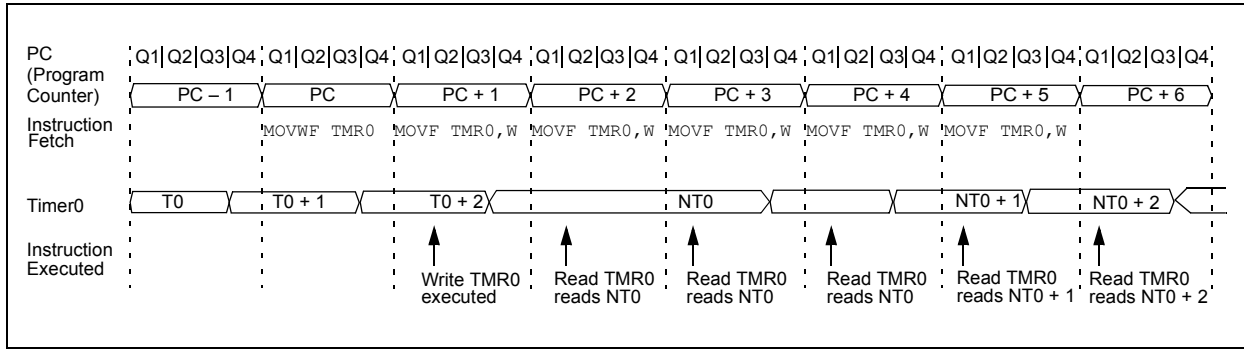 PC (Program Counter)
Q1 Q2 Q3 Q4 Q1 Q2 Q3 Q4 Q1 Q2 Q3 Q4 Q1 Q2 Q3 Q4 Q1 Q2 Q3 Q4 Q1 Q2 Q3 Q4 Q1 Q2 Q3 Q4 Q1 Q2 Q3 Q4
PC – 1 PC PC + 1 PC + 2 PC + 3 PC + 4 PC + 5 PC + 6
Instruction Fetch
MOVWF TMR0 MOVF TMR0,W MOVF TMR0,W MOVF TMR0,W MOVF TMR0,W MOVF TMR0,W
Timer0
T0 T0 + 1 T0 + 2 NT0 NT0 + 1 NT0 + 2
Instruction Executed
Write TMR0 executed
Read TMR0 reads NT0
Read TMR0 reads NT0
Read TMR0 reads NT0
Read TMR0 reads NT0 + 1
Read TMR0 reads NT0 + 2